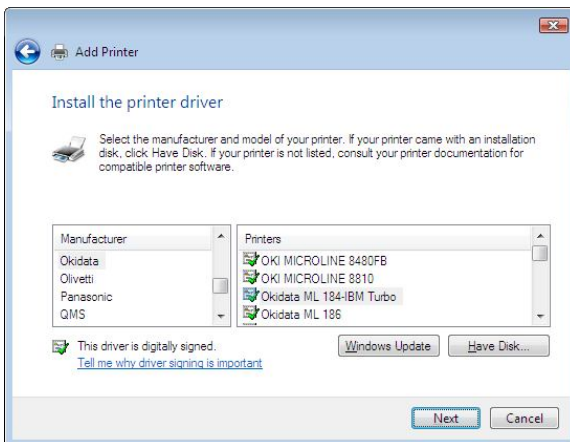 Add Printer
Install the printer driver
Select the manufacturer and model of your printer. If your printer came with an installation
disk, click Have Disk. If your printer is not listed, consult your printer documentation for
compatible printer software.
Manufacturer
Okidata
Olivetti
Panasonic
QMS
Printers
OKI MICROLINE 8480FB
OKI MICROLINE 8810
Okidata ML 184-IBM Turbo
Okidata ML 186
This driver is digitally signed.
Tell me why driver signing is important
Windows Update
Have Disk...
Next
Cancel